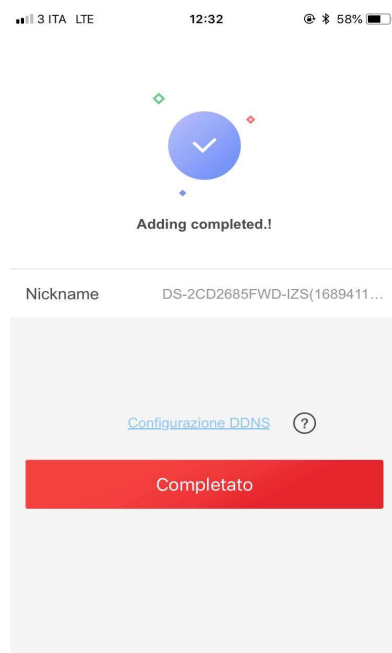 3 ITA LTE 12:32 58%
Adding completed.!
Nickname DS-2CD2685FWD-IZS(1689411...
Configurazione DDNS ?
Completato